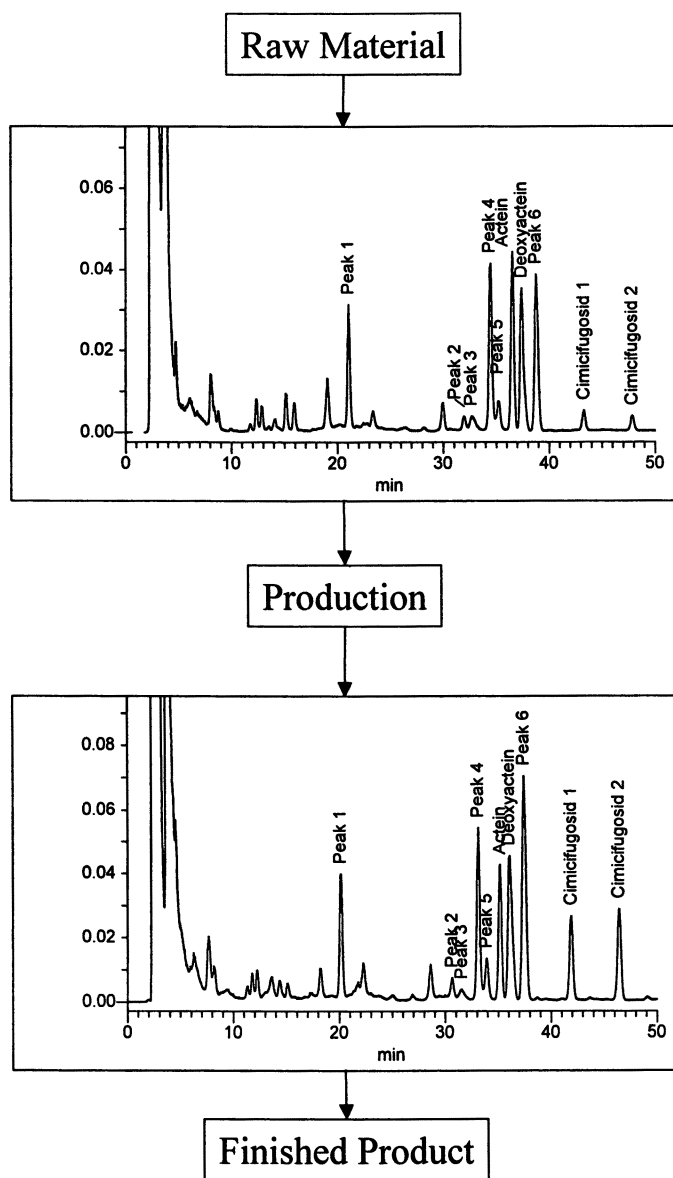 Raw Material
0.06
0.04
0.02
0.00
Peak 1
Peak 2
Peak 3
Peak 4
Peak 5
Actein
Deoxyactein
Peak 6
Cimicifugosid 1
Cimicifugosid 2
0 10 20 30 40 50
min
Production
0.08
0.06
0.04
0.02
0.00
Peak 1
Peak 2
Peak 3
Peak 4
Peak 5
Actein
Deoxyactein
Peak 6
Cimicifugosid 1
Cimicifugosid 2
0 10 20 30 40 50
min
Finished Product